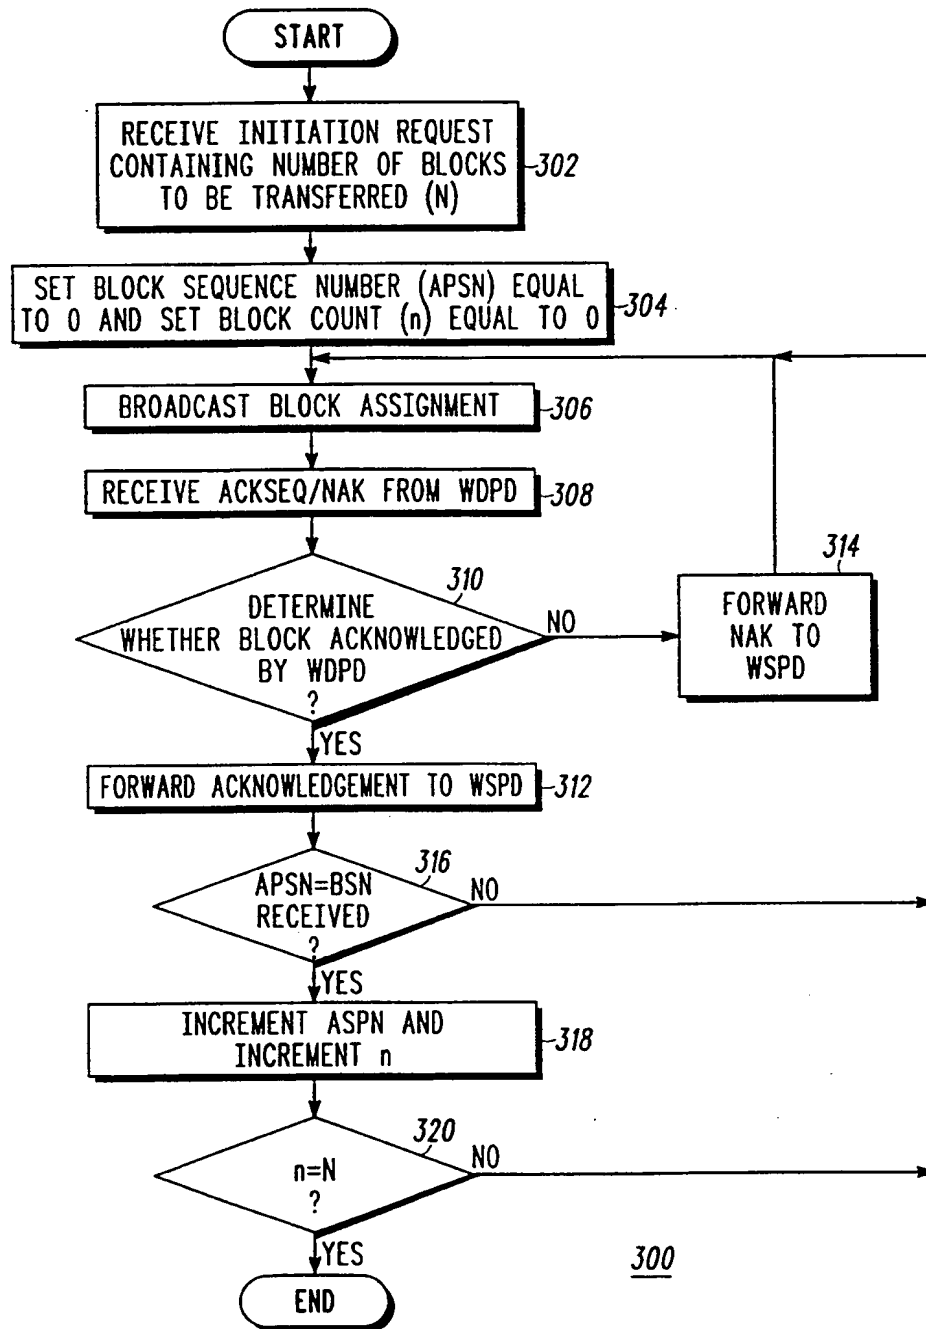 START
RECEIVE INITIATION REQUEST
CONTAINING NUMBER OF BLOCKS
TO BE TRANSFERRED (N)
302
SET BLOCK SEQUENCE NUMBER (APSN) EQUAL
TO 0 AND SET BLOCK COUNT (n) EQUAL TO 0
304
BROADCAST BLOCK ASSIGNMENT
306
RECEIVE ACKSEQ/NAK FROM WDPD
308
310
DETERMINE
WHETHER BLOCK ACKNOWLEDGED
BY WDPD
?
NO
314
FORWARD
NAK TO
WSPD
YES
FORWARD ACKNOWLEDGEMENT TO WSPD
312
316
APSN=BSN
RECEIVED
?
NO
YES
INCREMENT ASPN AND
INCREMENT n
318
320
n=N
?
NO
YES
END
300